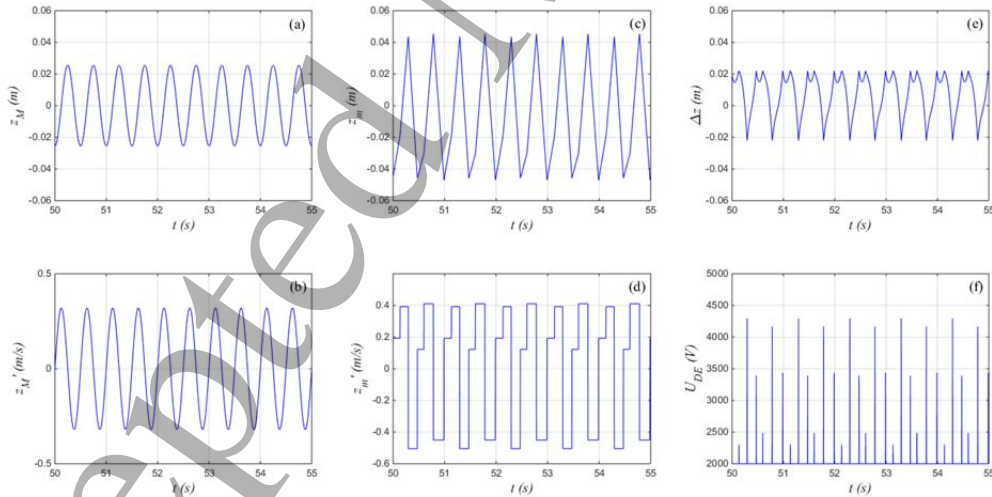 (a)
0.06
0.04
0.02
0
-0.02
-0.04
-0.06
z_M (m)
50 51 52 53 54 55
t (s)
(c)
0.06
0.04
0.02
0
-0.02
-0.04
-0.06
z_m (m)
50 51 52 53 54 55
t (s)
(e)
0.06
0.04
0.02
0
-0.02
-0.04
-0.06
Δz (m)
50 51 52 53 54 55
t (s)
(b)
0.5
0
-0.5
z_M' (m/s)
50 51 52 53 54 55
t (s)
(d)
0.4
0.2
0
-0.2
-0.4
-0.6
z_m' (m/s)
50 51 52 53 54 55
t (s)
(f)
5000
4500
4000
3500
3000
2500
2000
U_DE (V)
50 51 52 53 54 55
t (s)